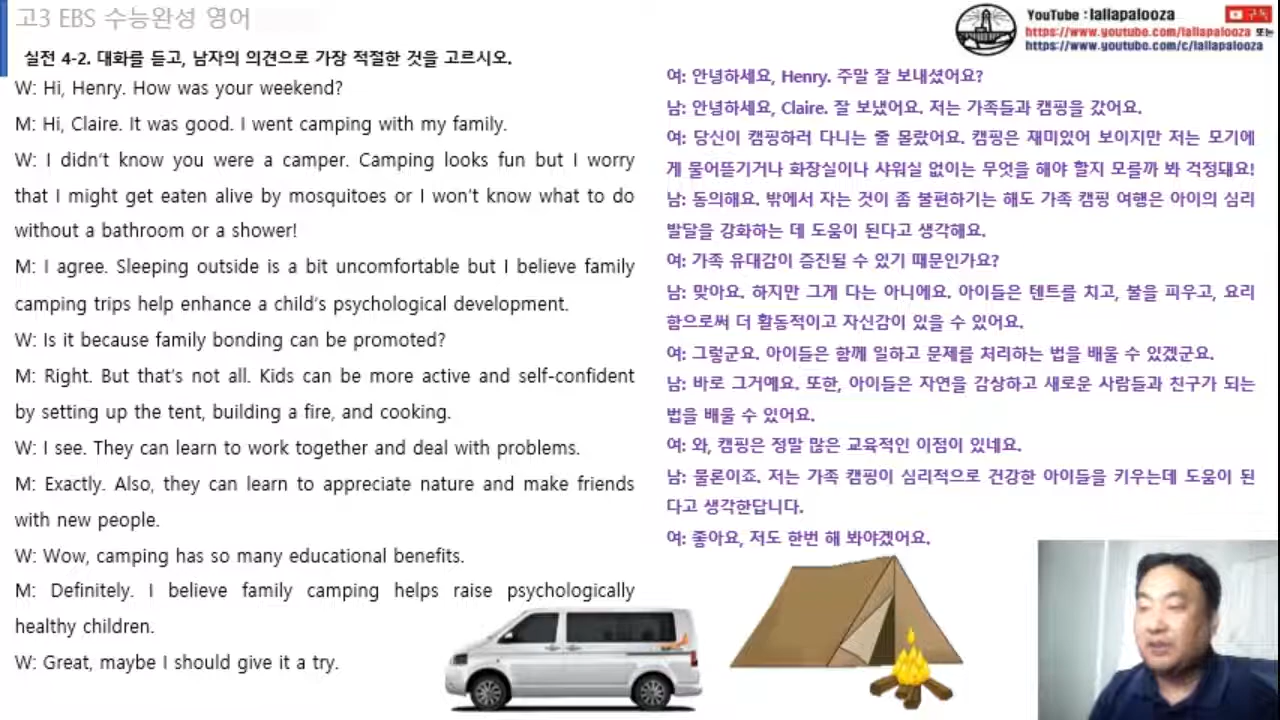 고3 EBS 수능완성 영어
YouTube : lallapalooza
구독
https://www.youtube.com/lallapalooza 또는
https://www.youtube.com/c/lallapalooza
실전 4-2. 대화를 듣고, 남자의 의견으로 가장 적절한 것을 고르시오.
W: Hi, Henry. How was your weekend?
M: Hi, Claire. It was good. I went camping with my family.
W: I didn't know you were a camper. Camping looks fun but I worry
that I might get eaten alive by mosquitoes or I won't know what to do
without a bathroom or a shower!
M: I agree. Sleeping outside is a bit uncomfortable but I believe family
camping trips help enhance a child's psychological development.
W: Is it because family bonding can be promoted?
M: Right. But that's not all. Kids can be more active and self-confident
by setting up the tent, building a fire, and cooking.
W: I see. They can learn to work together and deal with problems.
M: Exactly. Also, they can learn to appreciate nature and make friends
with new people.
W: Wow, camping has so many educational benefits.
M: Definitely. I believe family camping helps raise psychologically
healthy children.
W: Great, maybe I should give it a try.
여: 안녕하세요, Henry. 주말 잘 보내셨어요?
남: 안녕하세요, Claire. 잘 보냈어요. 저는 가족들과 캠핑을 갔어요.
여: 당신이 캠핑하러 다니는 줄 몰랐어요. 캠핑은 재미있어 보이지만 저는 모기에
게 물어뜯기거나 화장실이나 샤워실 없이는 무엇을 해야 할지 모를까 봐 걱정돼요!
남: 동의해요. 밖에서 자는 것이 좀 불편하기는 해도 가족 캠핑 여행은 아이의 심리
발달을 강화하는 데 도움이 된다고 생각해요.
여: 가족 유대감이 증진될 수 있기 때문인가요?
남: 맞아요. 하지만 그게 다는 아니에요. 아이들은 텐트를 치고, 불을 피우고, 요리
함으로써 더 활동적이고 자신감이 있을 수 있어요.
여: 그렇군요. 아이들은 함께 일하고 문제를 처리하는 법을 배울 수 있겠군요.
남: 바로 그거예요. 또한, 아이들은 자연을 감상하고 새로운 사람들과 친구가 되는
법을 배울 수 있어요.
여: 와, 캠핑은 정말 많은 교육적인 이점이 있네요.
남: 물론이죠. 저는 가족 캠핑이 심리적으로 건강한 아이들을 키우는데 도움이 된
다고 생각한답니다.
여: 좋아요, 저도 한번 해 봐야겠어요.